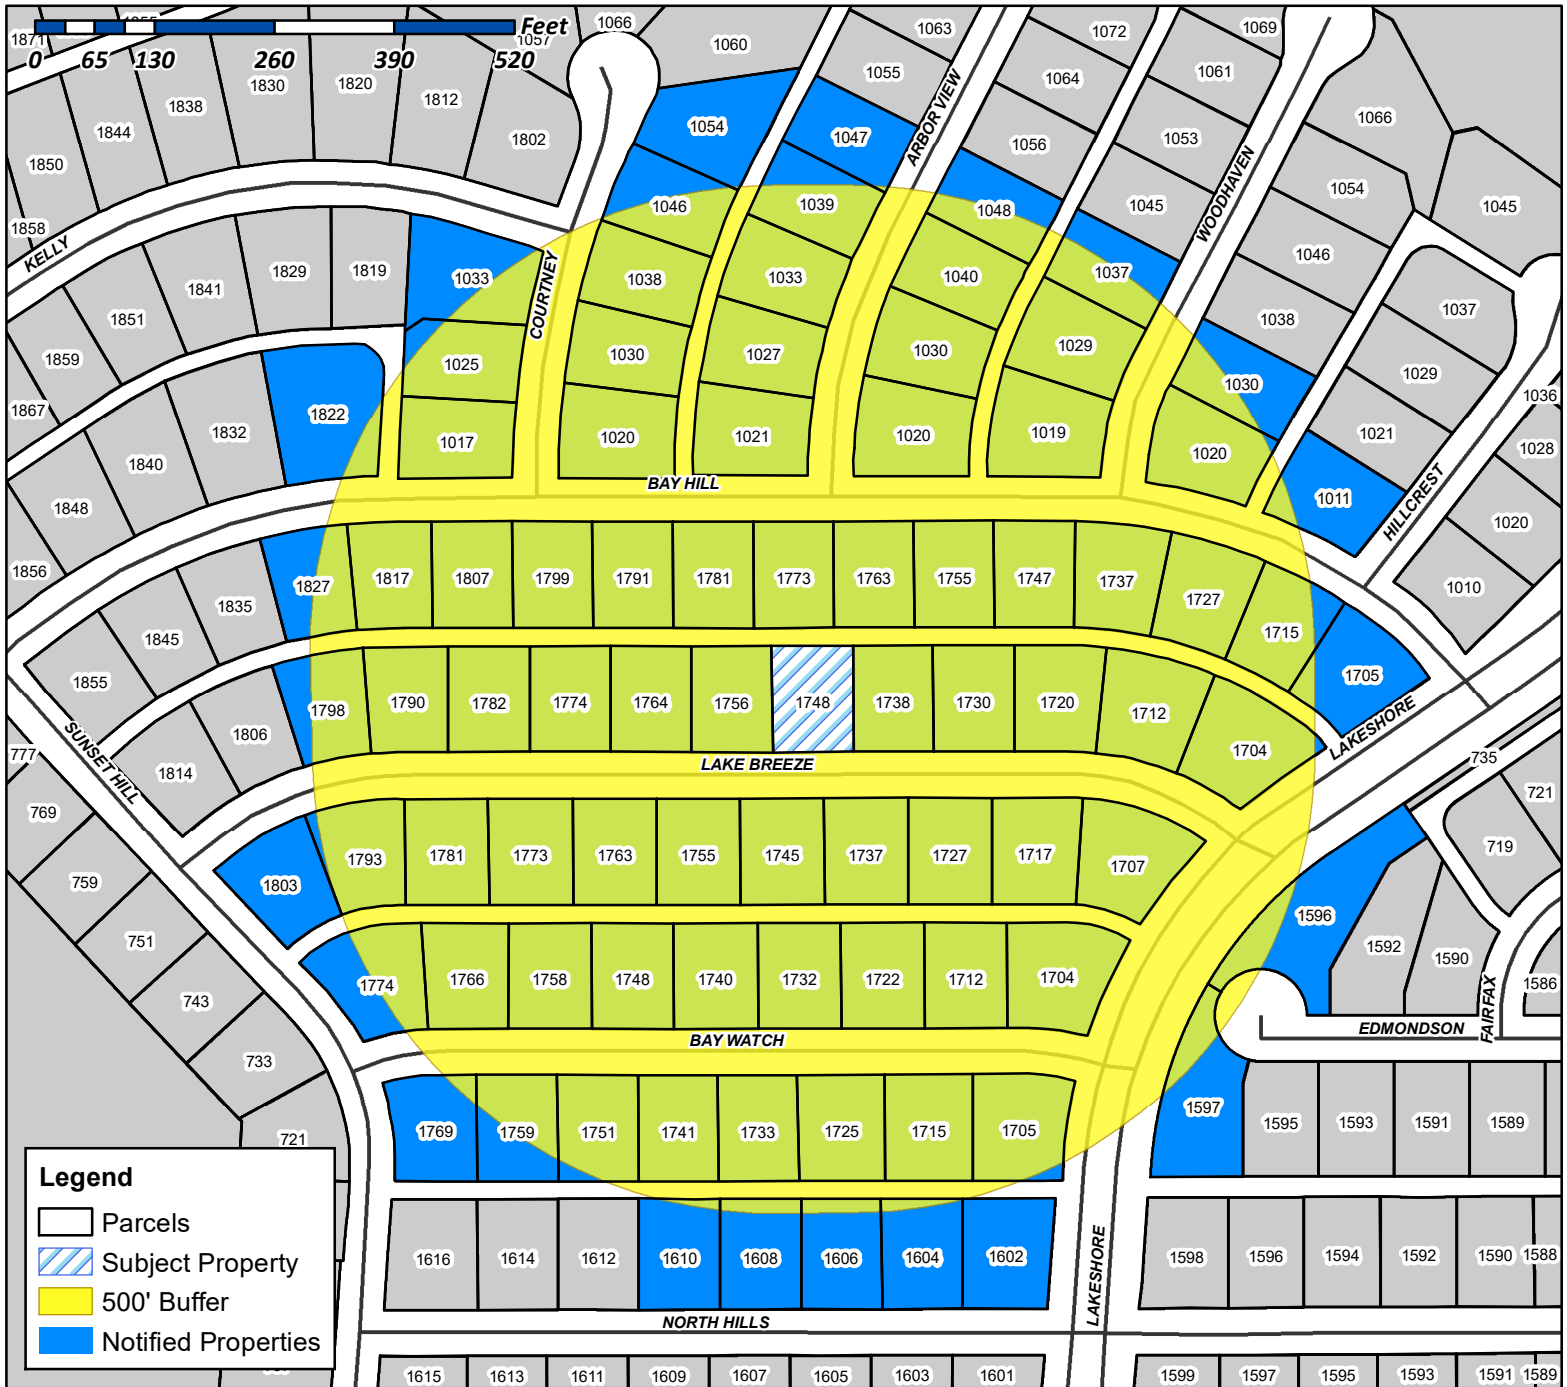 1871 1855 1066 1063 1072 1069
Feet
1057 1060
0 65 130 260 390 520
1830 1820 1812 1055 1064 1061
1838 1844 1802 1054 1047 1056 1053 1066
1850 ARBOR VIEW
1858 1046 1039 1048 1045 1054 1045
KELLY WOODHAVEN
1841 1829 1819 1033 COURTNEY 1038 1033 1040 1037 1046
1851 1038 1037
1859 1025 1030 1027 1030 1029 1029
1867 1822 1030 1036
1840 1832 1017 1020 1021 1020 1019 1020 1021 1028
BAY HILL
1848 1011 HILLCREST 1020
1856 1827 1817 1807 1799 1791 1781 1773 1763 1755 1747 1737 1727 1010
1845 1835 1715
1855 1705
1798 1790 1782 1774 1764 1756 1748 1738 1730 1720 1712
1806 1704 LAKESHORE
777 SUNSET HILL 1814 735
LAKE BREEZE
769 721
1793 1781 1773 1763 1755 1745 1737 1727 1717 1707 719
759 1803
751 1596 1592 1590
1774 1766 1758 1748 1740 1732 1722 1712 1704 1586
743 FAIRFAX
BAY WATCH EDMONDSON
733
1769 1759 1751 1741 1733 1725 1715 1705 1597 1595 1593 1591 1589
721
Legend
Parcels
Subject Property
500' Buffer
Notified Properties
1616 1614 1612 1610 1608 1606 1604 1602 LAKESHORE 1598 1596 1594 1592 1590 1588
NORTH HILLS
1615 1613 1611 1609 1607 1605 1603 1601 1599 1597 1595 1593 1591 1589